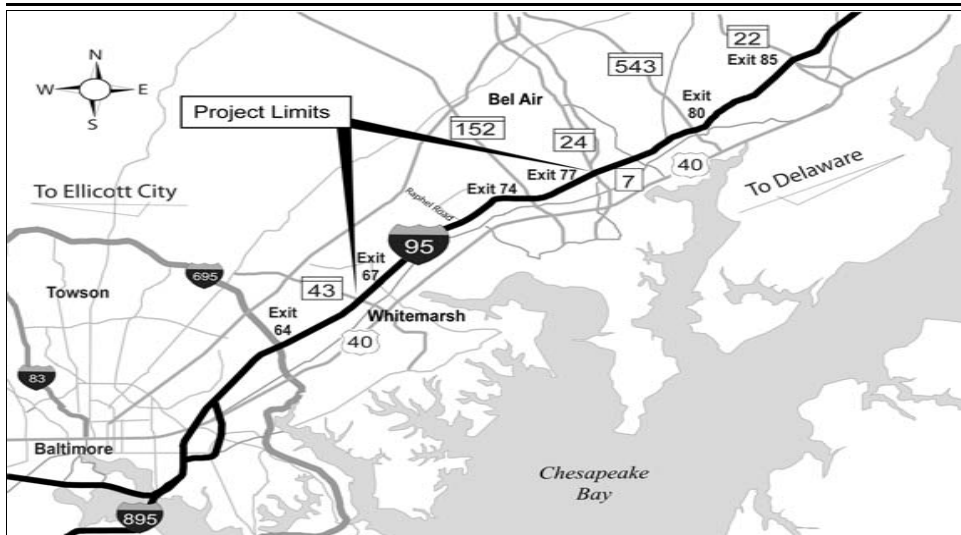 22
N
Exit 85
543
W
E
Bel Air
Exit
80
S
Project Limits
152
24
40
Exit 77
7
To Delaware
To Ellicott City
Exit 74
Raphel Road
95
695
Exit
67
Towson
43
Exit
64
Whitemarsh
40
83
Baltimore
Chesapeake
Bay
895